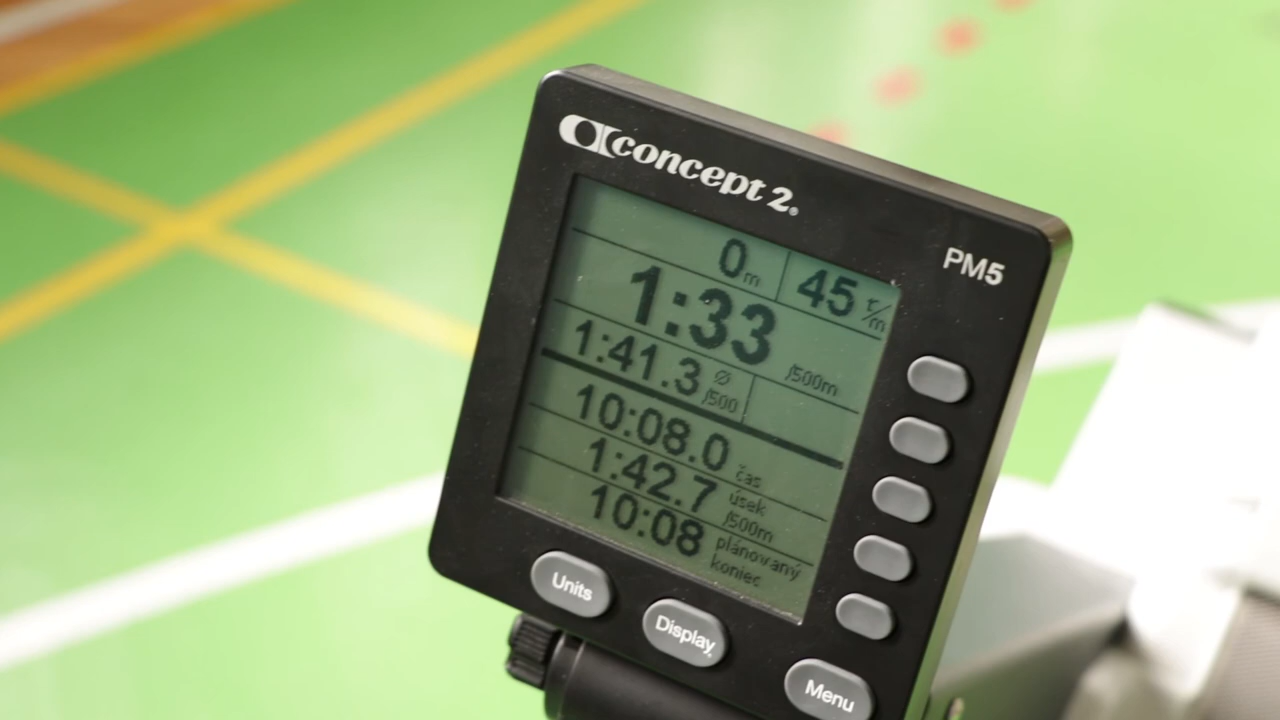 concept 2®
PM5
0m 45 t/m
1:33 /500m
1:41.3 ⌀ /500
10:08.0 čas
1:42.7 úsek /500m
10:08 plánovaný koniec
Units
Display
Menu